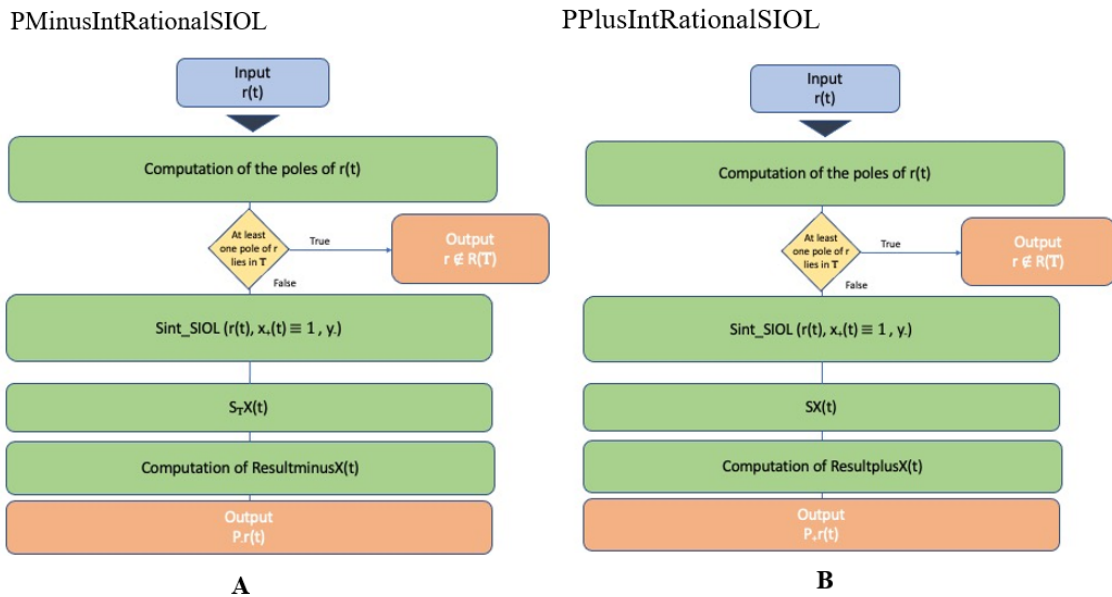 PMinusIntRationalSIOL
Input
r(t)
Computation of the poles of r(t)
At least
one pole of r
lies in T
True
Output
r ∉ R(T)
False
Sint_SIOL (r(t), x₊(t) ≡ 1 , y₋)
S_T X(t)
Computation of ResultminusX(t)
Output
P₋r(t)
A
PPlusIntRationalSIOL
Input
r(t)
Computation of the poles of r(t)
At least
one pole of r
lies in T
True
Output
r ∉ R(T)
False
Sint_SIOL (r(t), x₊(t) ≡ 1 , y₋)
SX(t)
Computation of ResultplusX(t)
Output
P₊r(t)
B